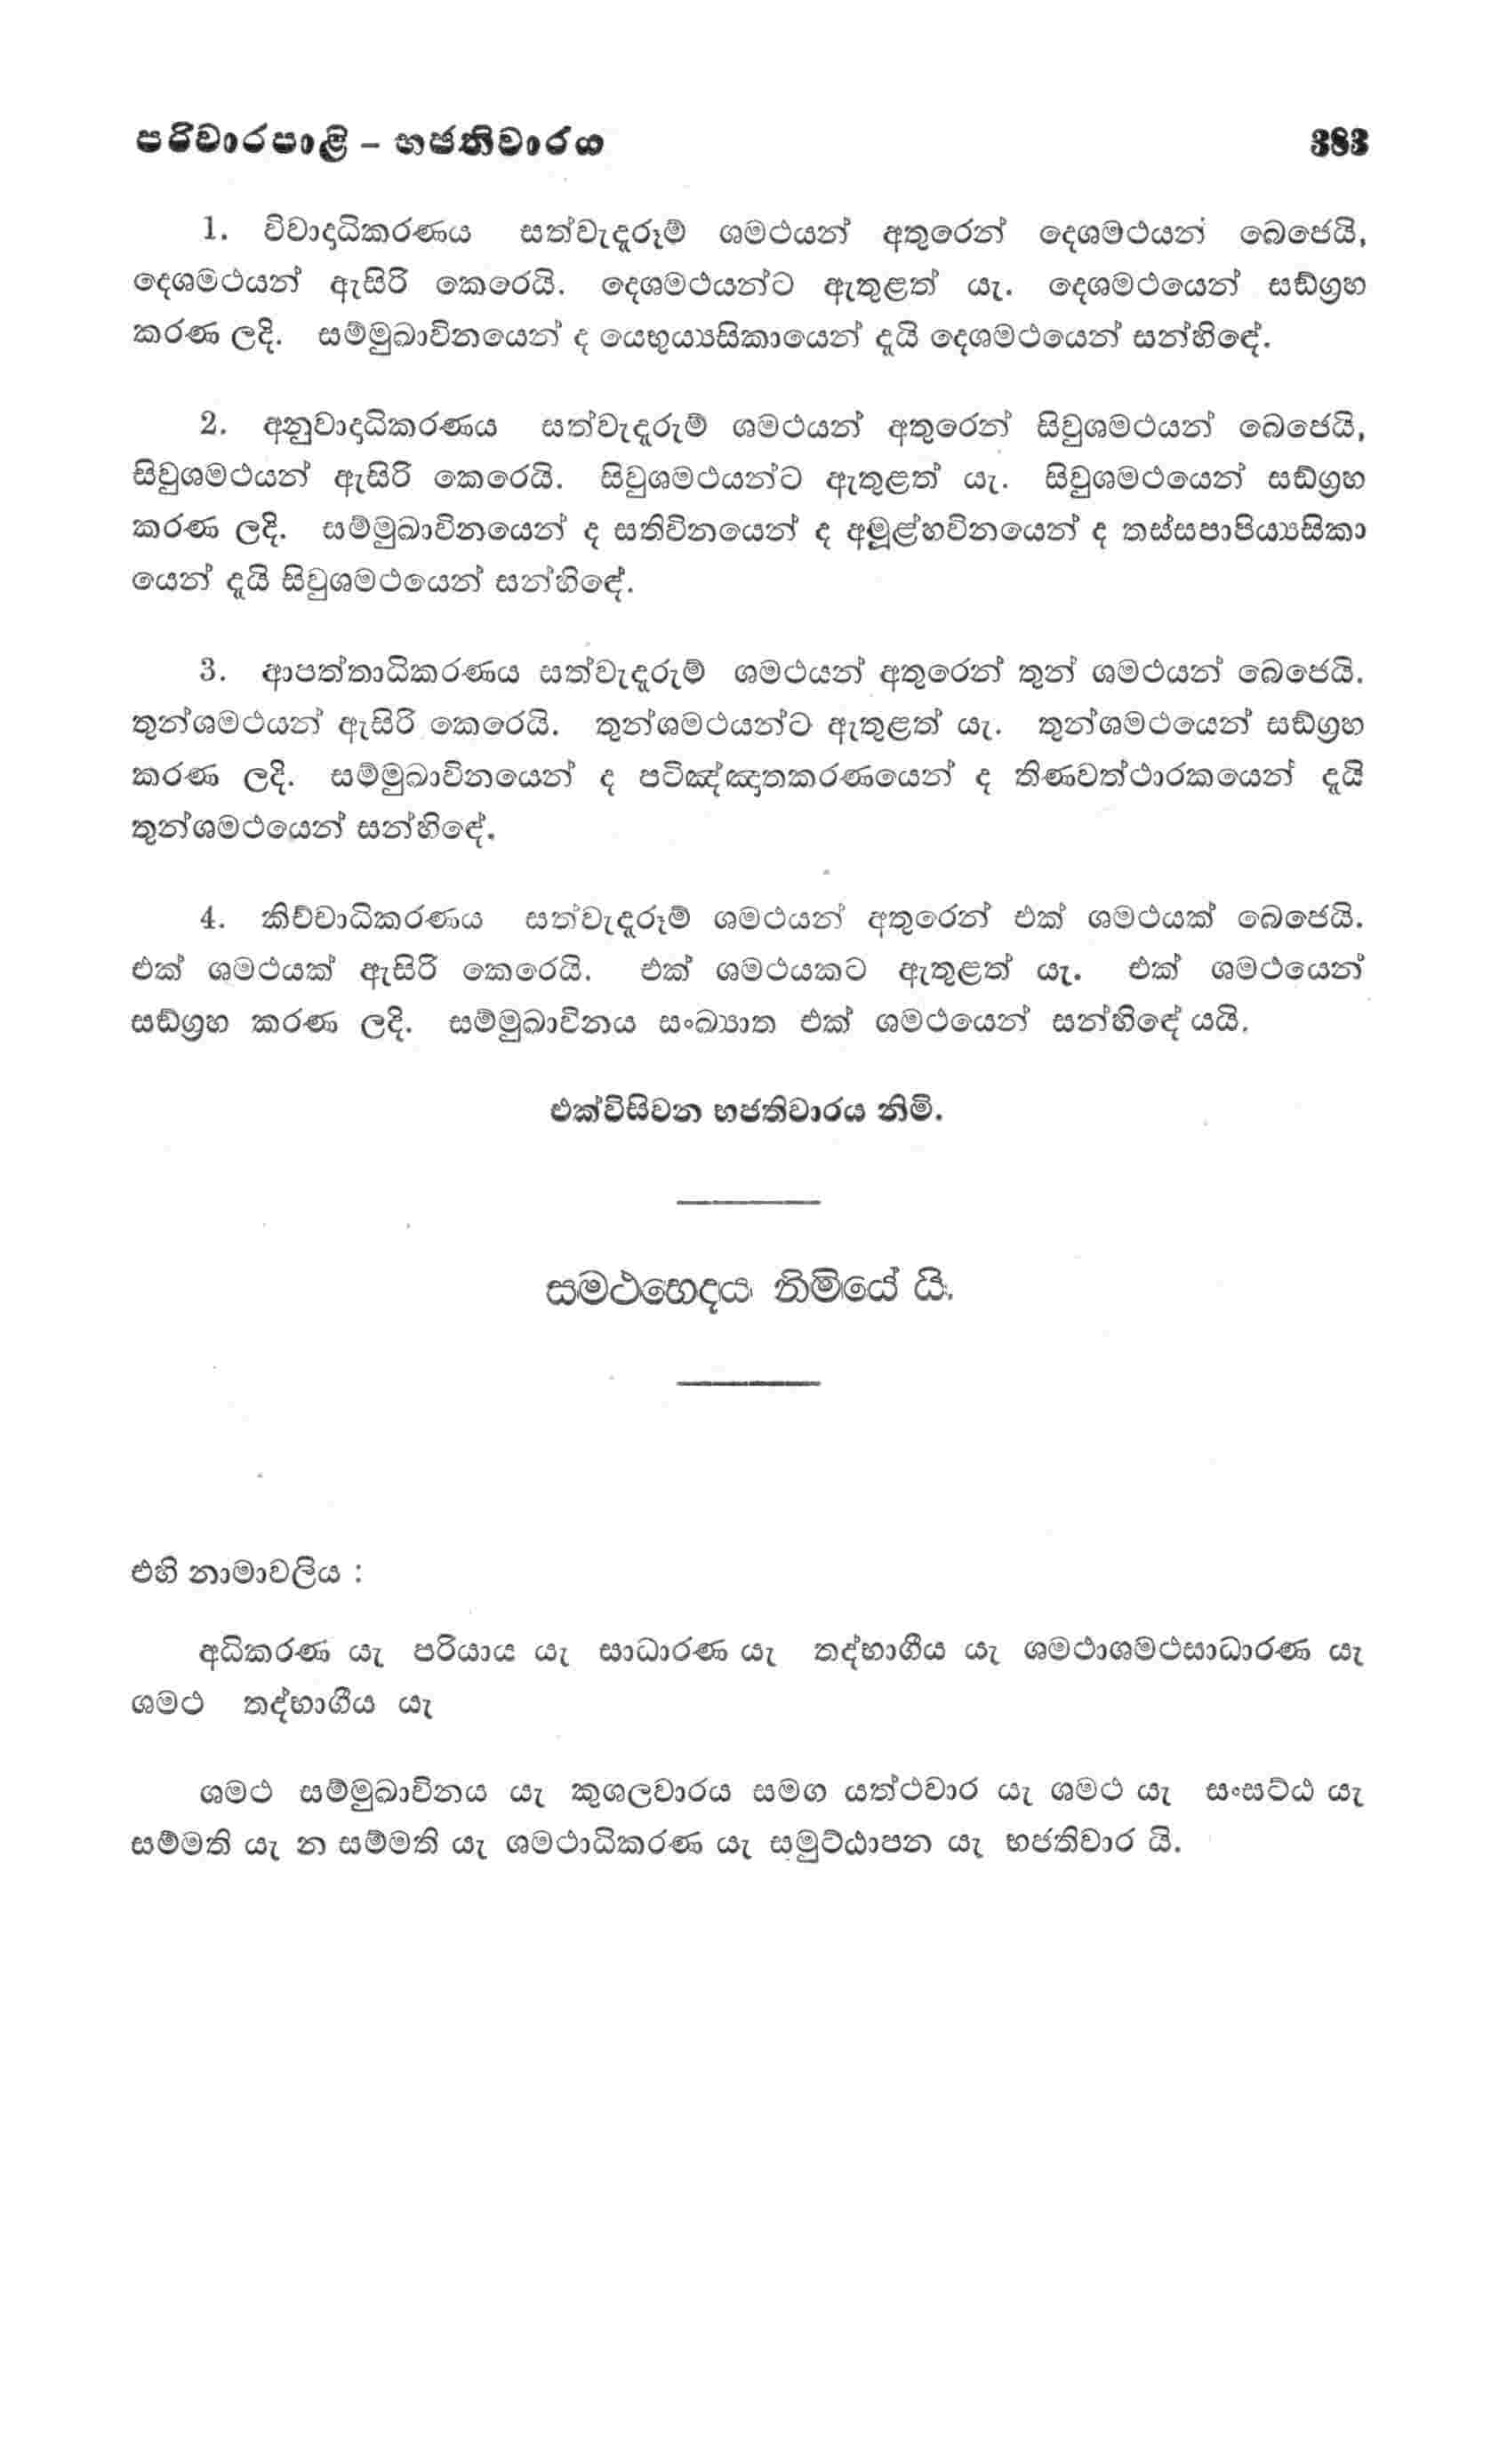 පරිවාරපාළි – භජතිවාරය 383
1. විවාදාධිකරණය සත්වැදෑරූම් ශමථයන් අතුරෙන් දෙශමථයන් බෙජෙයි,
දෙශමථයන් ඇසිරි කෙරෙයි. දෙශමථයන්ට ඇතුළත් යැ. දෙශමථයෙන් සඞ්ග්‍රහ
කරණ ලදි. සම්මුඛාවිනයෙන් ද යෙභුය්‍යසිකායෙන් දැයි දෙශමථයෙන් සන්හිඳේ.
2. අනුවාදාධිකරණය සත්වැදෑරුම් ශමථයන් අතුරෙන් සිවුශමථයන් බෙජෙයි,
සිවුශමථයන් ඇසිරි කෙරෙයි. සිවුශමථයන්ට ඇතුළත් යැ. සිවුශමථයෙන් සඞ්ග්‍රහ
කරණ ලදි. සම්මුඛාවිනයෙන් ද සතිවිනයෙන් ද අමූළ්හවිනයෙන් ද තස්සපාපිය්‍යසිකා
යෙන් දැයි සිවුශමථයෙන් සන්හිඳේ.
3. ආපත්තාධිකරණය සත්වැදෑරුම් ශමථයන් අතුරෙන් තුන් ශමථයන් බෙජෙයි.
තුන්ශමථයන් ඇසිරි කෙරෙයි. තුන්ශමථයන්ට ඇතුළත් යැ. තුන්ශමථයෙන් සඞ්ග්‍රහ
කරණ ලදි. සම්මුඛාවිනයෙන් ද පටිඤ්ඤාතකරණයෙන් ද තිණවත්ථාරකයෙන් දැයි
තුන්ශමථයෙන් සන්හිඳේ.
4. කිච්චාධිකරණය සත්වැදෑරූම් ශමථයන් අතුරෙන් එක් ශමථයක් බෙජෙයි.
එක් ශමථයක් ඇසිරි කෙරෙයි. එක් ශමථයකට ඇතුළත් යැ. එක් ශමථයෙන්
සඞ්ග්‍රහ කරණ ලදි. සම්මුඛාවිනය සංඛ්‍යාත එක් ශමථයෙන් සන්හිඳේ යයි.
එක්විසිවන භජතිවාරය නිමි.
සමථභෙදය නිමියේ යි.
එහි නාමාවලිය :
අධිකරණ යැ පරියාය යැ සාධාරණ යැ තද්භාගීය යැ ශමථාශමථසාධාරණ යැ
ශමථ තද්භාගීය යැ
ශමථ සම්මුඛාවිනය යැ කුශලවාරය සමග යත්ථවාර යැ ශමථ යැ සංසට්ඨ යැ
සම්මති යැ න සම්මති යැ ශමථාධිකරණ යැ සමුට්ඨාපන යැ භජතිවාර යි.